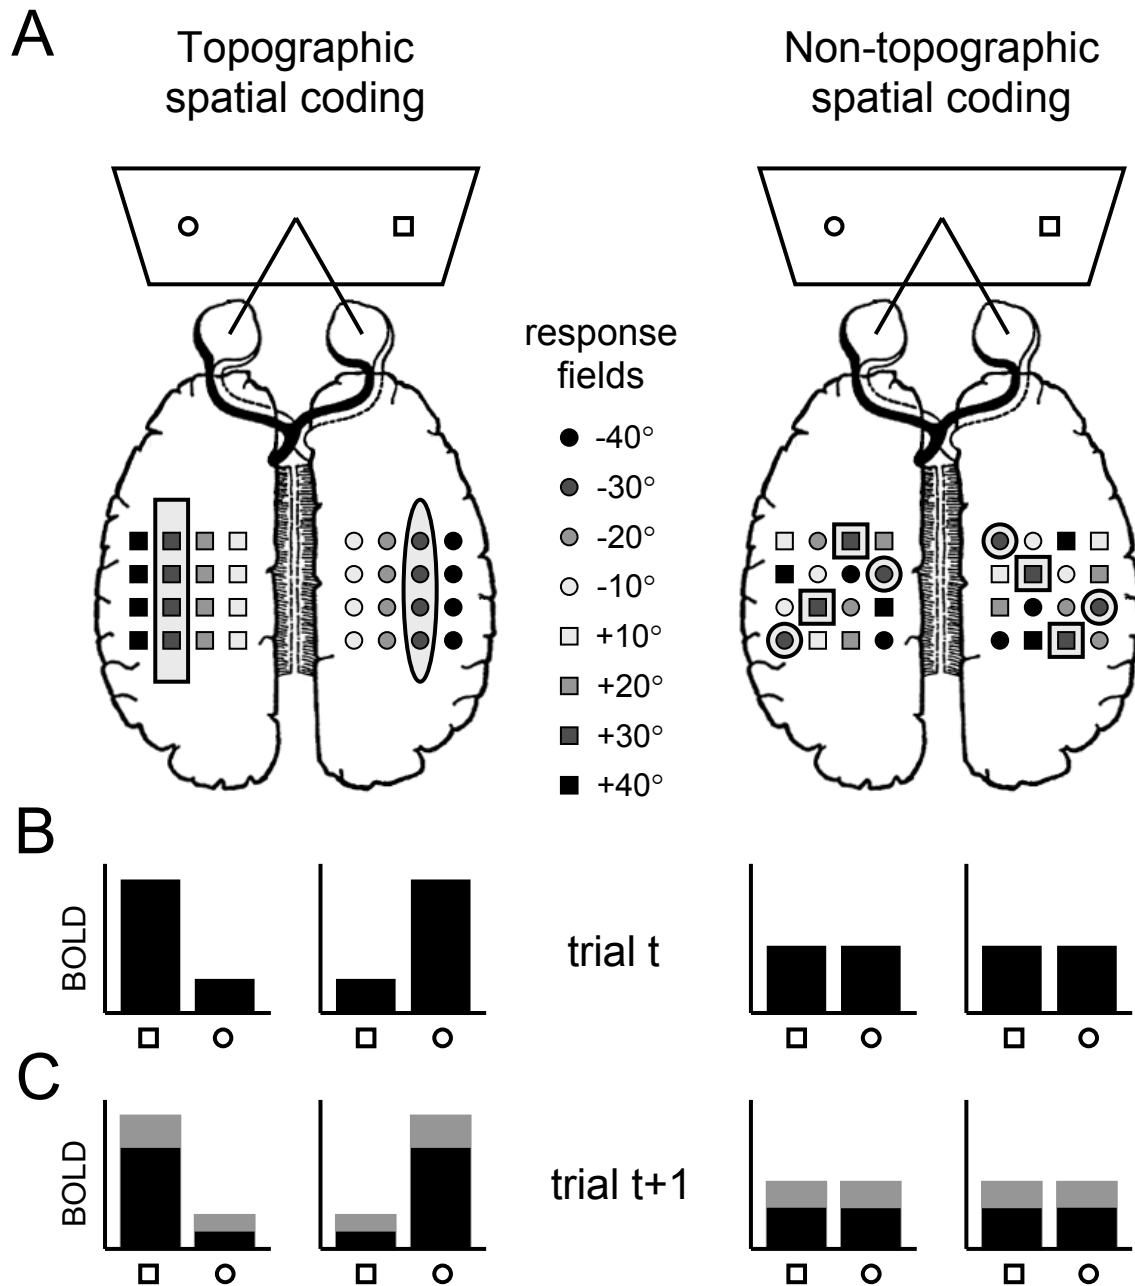 A
Topographic
spatial coding
Non-topographic
spatial coding
response
fields
-40°
-30°
-20°
-10°
+10°
+20°
+30°
+40°
B
BOLD
trial t
C
BOLD
trial t+1